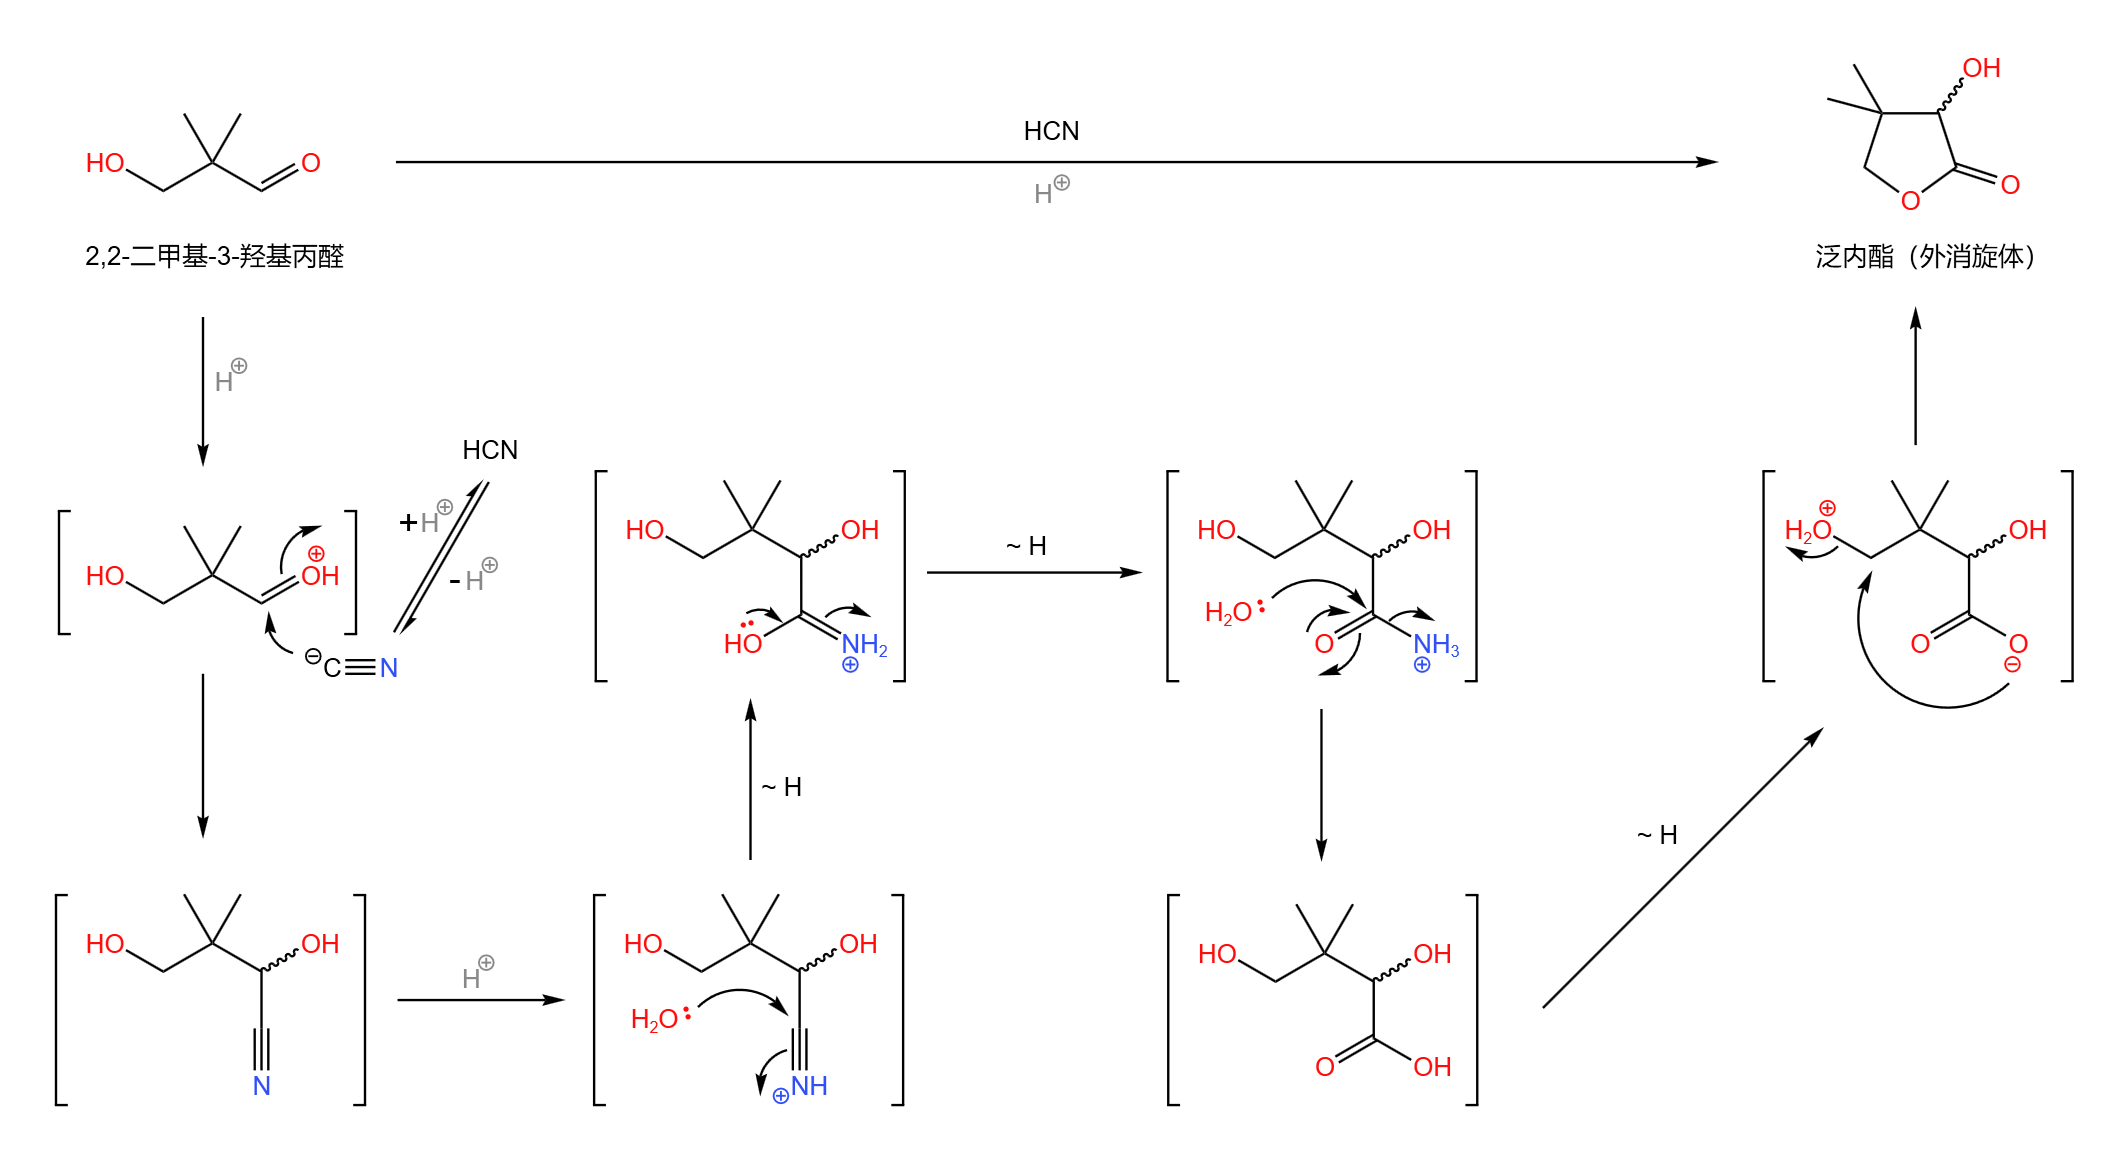 HO O
HCN
H⊕
OH
O
O
2,2-二甲基-3-羟基丙醛
泛内酯（外消旋体）
H⊕
HCN
+H⊕
-H⊕
HO ⊕OH
⊖C≡N
HO OH
HO: NH2⊕
~ H
HO OH
H2O:
O NH3⊕
H2O⊕ OH
O O⊖
~ H
~ H
HO OH
N
H⊕
HO OH
H2O:
⊕NH
HO OH
O OH